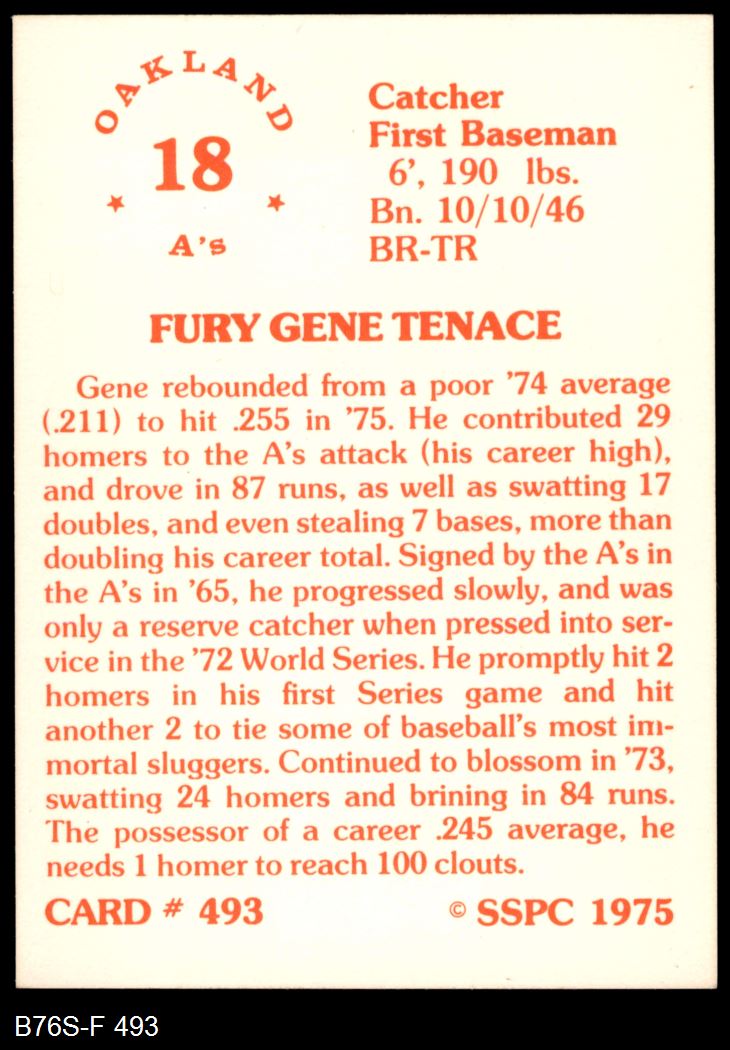 OAKLAND
18
A's
Catcher
First Baseman
6', 190 lbs.
Bn. 10/10/46
BR-TR
FURY GENE TENACE
Gene rebounded from a poor '74 average
(.211) to hit .255 in '75. He contributed 29
homers to the A's attack (his career high),
and drove in 87 runs, as well as swatting 17
doubles, and even stealing 7 bases, more than
doubling his career total. Signed by the A's in
the A's in '65, he progressed slowly, and was
only a reserve catcher when pressed into ser-
vice in the '72 World Series. He promptly hit 2
homers in his first Series game and hit
another 2 to tie some of baseball's most im-
mortal sluggers. Continued to blossom in '73,
swatting 24 homers and brining in 84 runs.
The possessor of a career .245 average, he
needs 1 homer to reach 100 clouts.
CARD # 493
© SSPC 1975
B76S-F 493